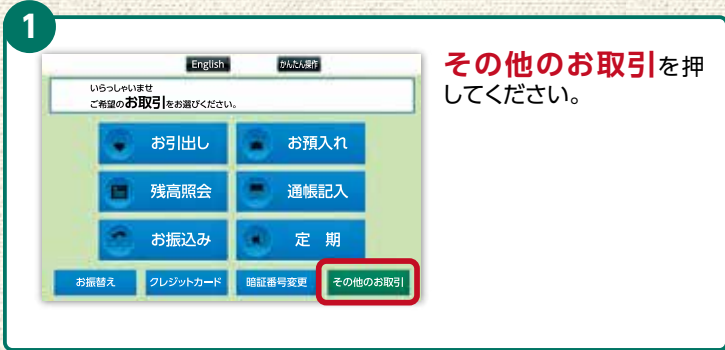 1
English
かんたん操作
いらっしゃいませ
ご希望のお取引をお選びください。
お引出し
お預入れ
残高照会
通帳記入
お振込み
定 期
お振替え
クレジットカード
暗証番号変更
その他のお取引
その他のお取引を押
してください。